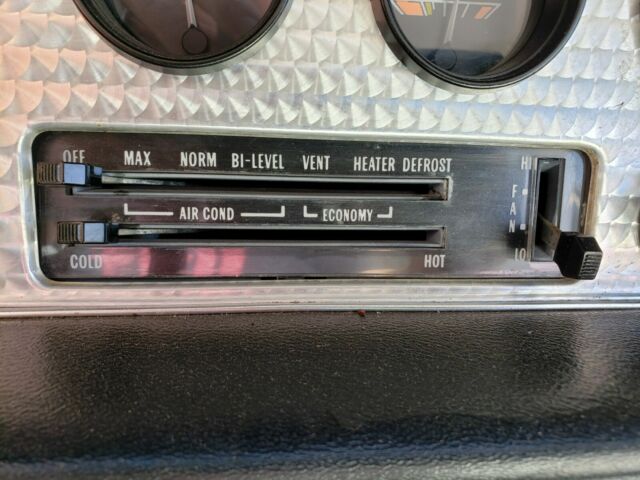 OFF MAX NORM BI-LEVEL VENT HEATER DEFROST HI
FAN
AIR COND ECONOMY
COLD HOT LO